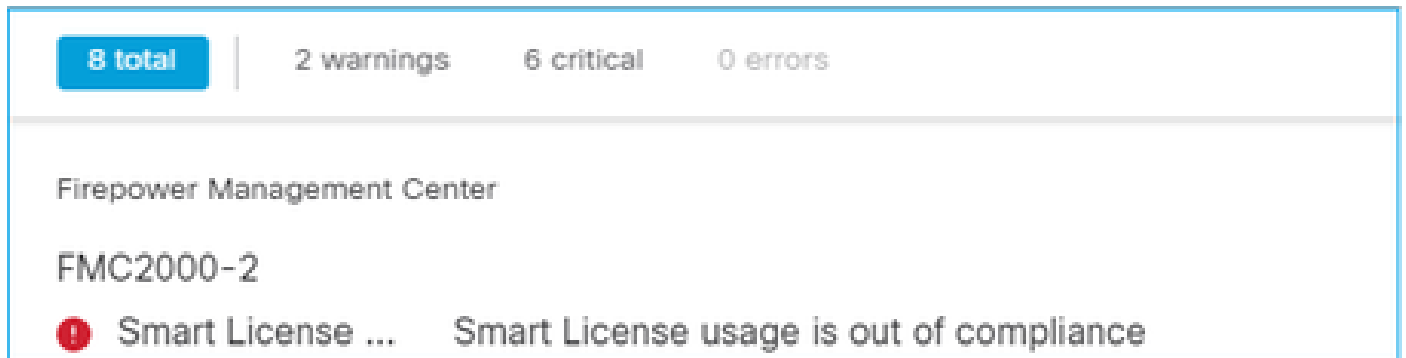 8 total 2 warnings 6 critical 0 errors
Firepower Management Center
FMC2000-2
Smart License ... Smart License usage is out of compliance